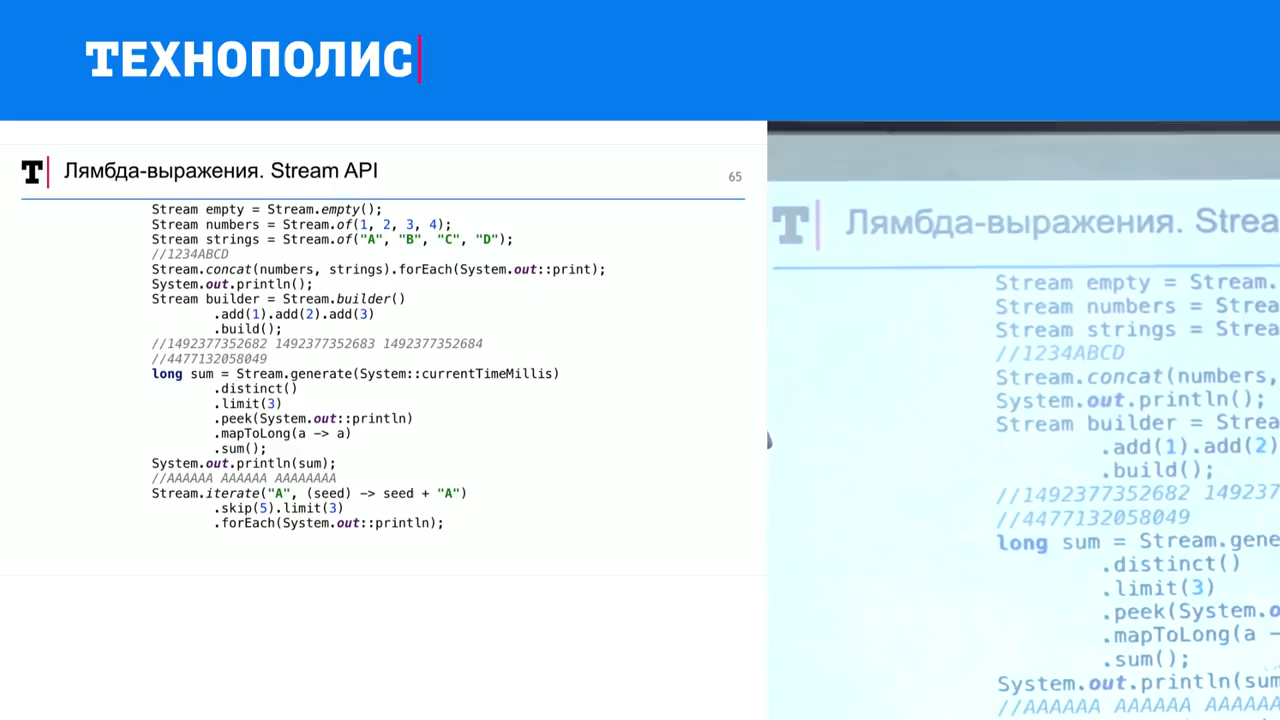 ТЕХНОПОЛИС
T Лямбда-выражения. Stream API
65
Stream empty = Stream.empty();
Stream numbers = Stream.of(1, 2, 3, 4);
Stream strings = Stream.of("A", "B", "C", "D");
//1234ABCD
Stream.concat(numbers, strings).forEach(System.out::print);
System.out.println();
Stream builder = Stream.builder()
.add(1).add(2).add(3)
.build();
//1492377352682 1492377352683 1492377352684
//4477132058049
long sum = Stream.generate(System::currentTimeMillis)
.distinct()
.limit(3)
.peek(System.out::println)
.mapToLong(a -> a)
.sum();
System.out.println(sum);
//AAAAAA AAAAAA AAAAAAAA
Stream.iterate("A", (seed) -> seed + "A")
.skip(5).limit(3)
.forEach(System.out::println);
T Лямбда-выражения. Strea
Stream empty = Stream.
Stream numbers = Strea
Stream strings = Strea
//1234ABCD
Stream.concat(numbers,
System.out.println();
Stream builder = Strea
.add(1).add(2)
.build();
//1492377352682 149237
//4477132058049
long sum = Stream.gene
.distinct()
.limit(3)
.peek(System.o
.mapToLong(a -
.sum();
System.out.println(sum
//AAAAAA AAAAAA AAAAAA